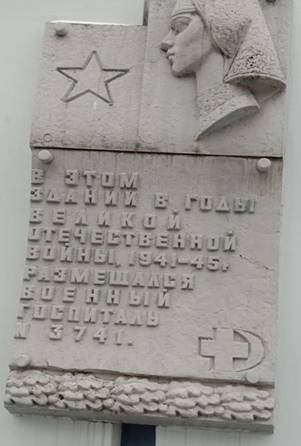 В ЭТОМ
ЗДАНИИ В ГОДЫ
ВЕЛИКОЙ
ОТЕЧЕСТВЕННОЙ
ВОЙНЫ, 1941-45г.
РАЗМЕЩАЛСЯ
ВОЕННЫЙ
ГОСПИТАЛЬ
N 3741.